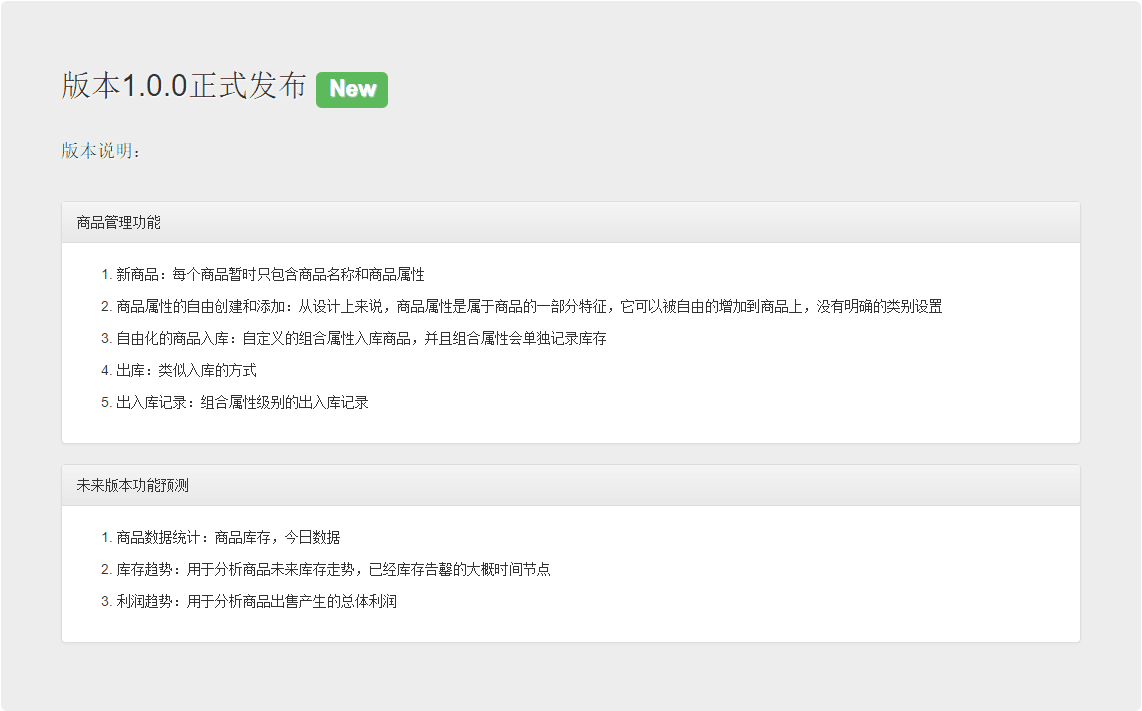 版本1.0.0正式发布 New
版本说明：
商品管理功能
1. 新商品：每个商品暂时只包含商品名称和商品属性
2. 商品属性的自由创建和添加：从设计上来说，商品属性是属于商品的一部分特征，它可以被自由的增加到商品上，没有明确的类别设置
3. 自由化的商品入库：自定义的组合属性入库商品，并且组合属性会单独记录库存
4. 出库：类似入库的方式
5. 出入库记录：组合属性级别的出入库记录
未来版本功能预测
1. 商品数据统计：商品库存，今日数据
2. 库存趋势：用于分析商品未来库存走势，已经库存告罄的大概时间节点
3. 利润趋势：用于分析商品出售产生的总体利润